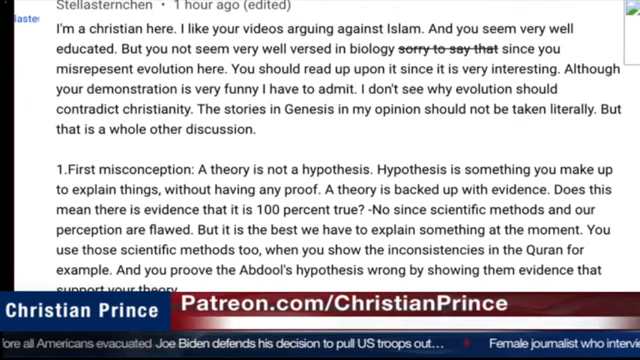 Stellasternchen • 1 hour ago (edited)
I'm a christian here. I like your videos arguing against Islam. And you seem very well
educated. But you not seem very well versed in biology sorry to say that since you
misrepesent evolution here. You should read up upon it since it is very interesting. Although
your demonstration is very funny I have to admit. I don't see why evolution should
contradict christianity. The stories in Genesis in my opinion should not be taken literally. But
that is a whole other discussion.
1.First misconception: A theory is not a hypothesis. Hypothesis is something you make up
to explain things, without having any proof. A theory is backed up with evidence. Does this
mean there is evidence that it is 100 percent true? -No since scientific methods and our
perception are flawed. But it is the best we have to explain something at the moment. You
use those scientific methods too, when you show the inconsistencies in the Quran for
example. And you proove the Abdool's hypothesis wrong by showing them evidence that
support your theory
Christian Prince
Patreon.com/ChristianPrince
fore all Americans evacuated Joe Biden defends his decision to pull US troops out... Female journalist who intervi